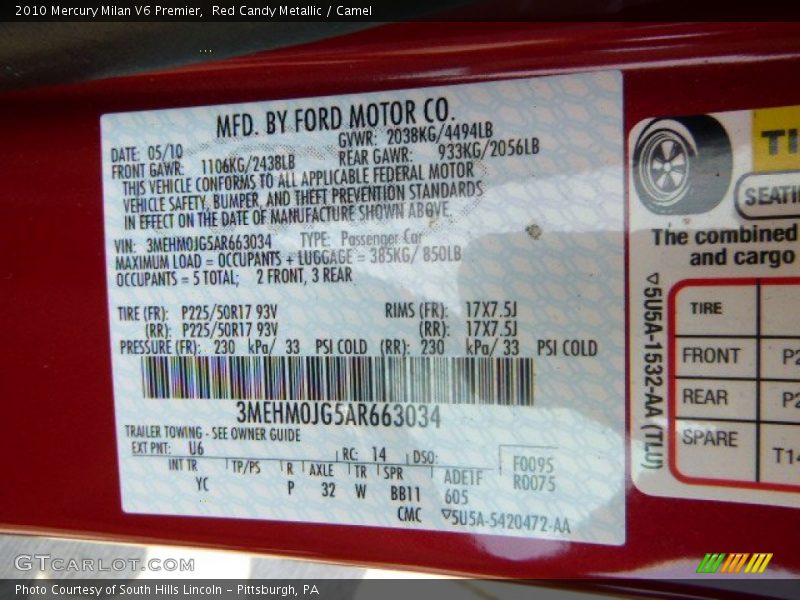 2010 Mercury Milan V6 Premier, Red Candy Metallic / Camel
MFD. BY FORD MOTOR CO.
DATE: 05/10 GVWR: 2038KG/4494LB
FRONT GAWR: 1106KG/2438LB REAR GAWR: 933KG/2056LB
THIS VEHICLE CONFORMS TO ALL APPLICABLE FEDERAL MOTOR
VEHICLE SAFETY, BUMPER, AND THEFT PREVENTION STANDARDS
IN EFFECT ON THE DATE OF MANUFACTURE SHOWN ABOVE.
VIN: 3MEHM0JG5AR663034 TYPE: Passenger Car
MAXIMUM LOAD = OCCUPANTS + LUGGAGE = 385KG/ 850LB
OCCUPANTS = 5 TOTAL; 2 FRONT, 3 REAR
TIRE (FR): P225/50R17 93V RIMS (FR): 17X7.5J
(RR): P225/50R17 93V (RR): 17X7.5J
PRESSURE (FR): 230 kPa/ 33 PSI COLD (RR): 230 kPa/ 33 PSI COLD
3MEHM0JG5AR663034
TRAILER TOWING - SEE OWNER GUIDE
EXT PNT: U6 RC: 14 DSO: F0095
INT TR TP/PS R AXLE TR SPR ADE1F R0075
YC P 32 W BB11 605
CMC ▽5U5A-5420472-AA
TI
SEATI
The combined
and cargo
▽5U5A-1532-AA (TLU)
TIRE
FRONT P2
REAR P2
SPARE T14
GTCARLOT.COM
Photo Courtesy of South Hills Lincoln - Pittsburgh, PA